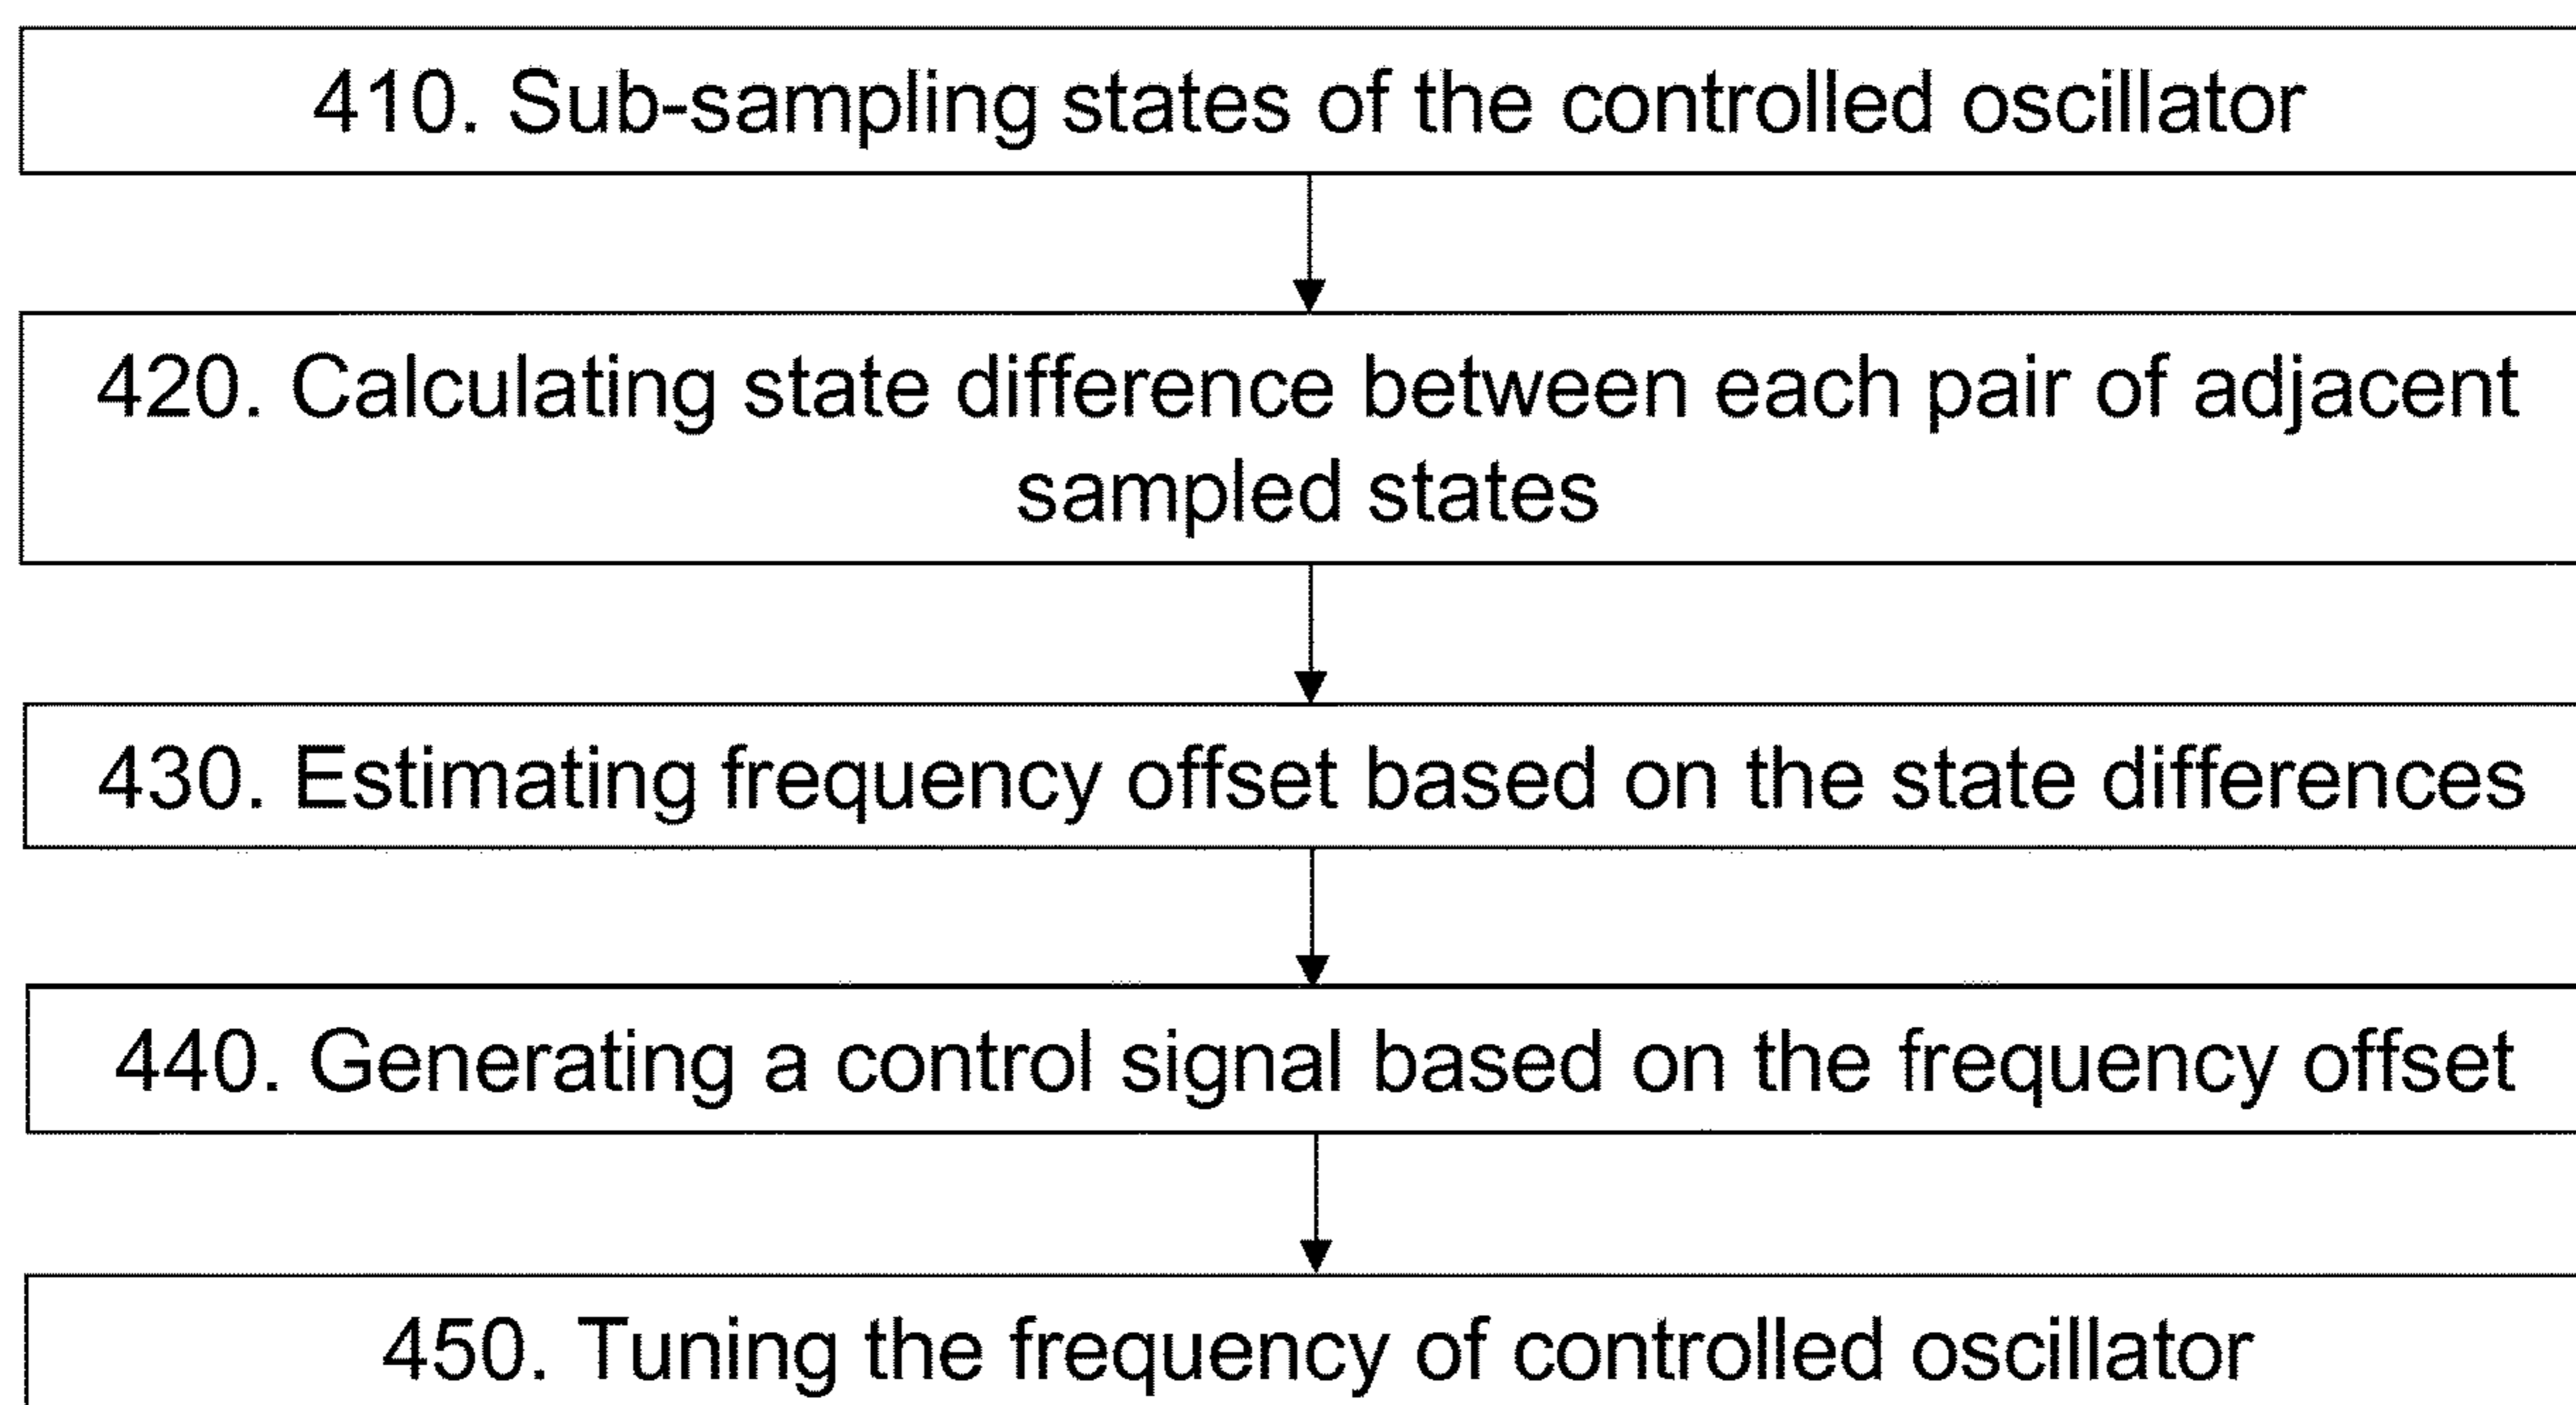 410. Sub-sampling states of the controlled oscillator
420. Calculating state difference between each pair of adjacent
sampled states
430. Estimating frequency offset based on the state differences
440. Generating a control signal based on the frequency offset
450. Tuning the frequency of controlled oscillator